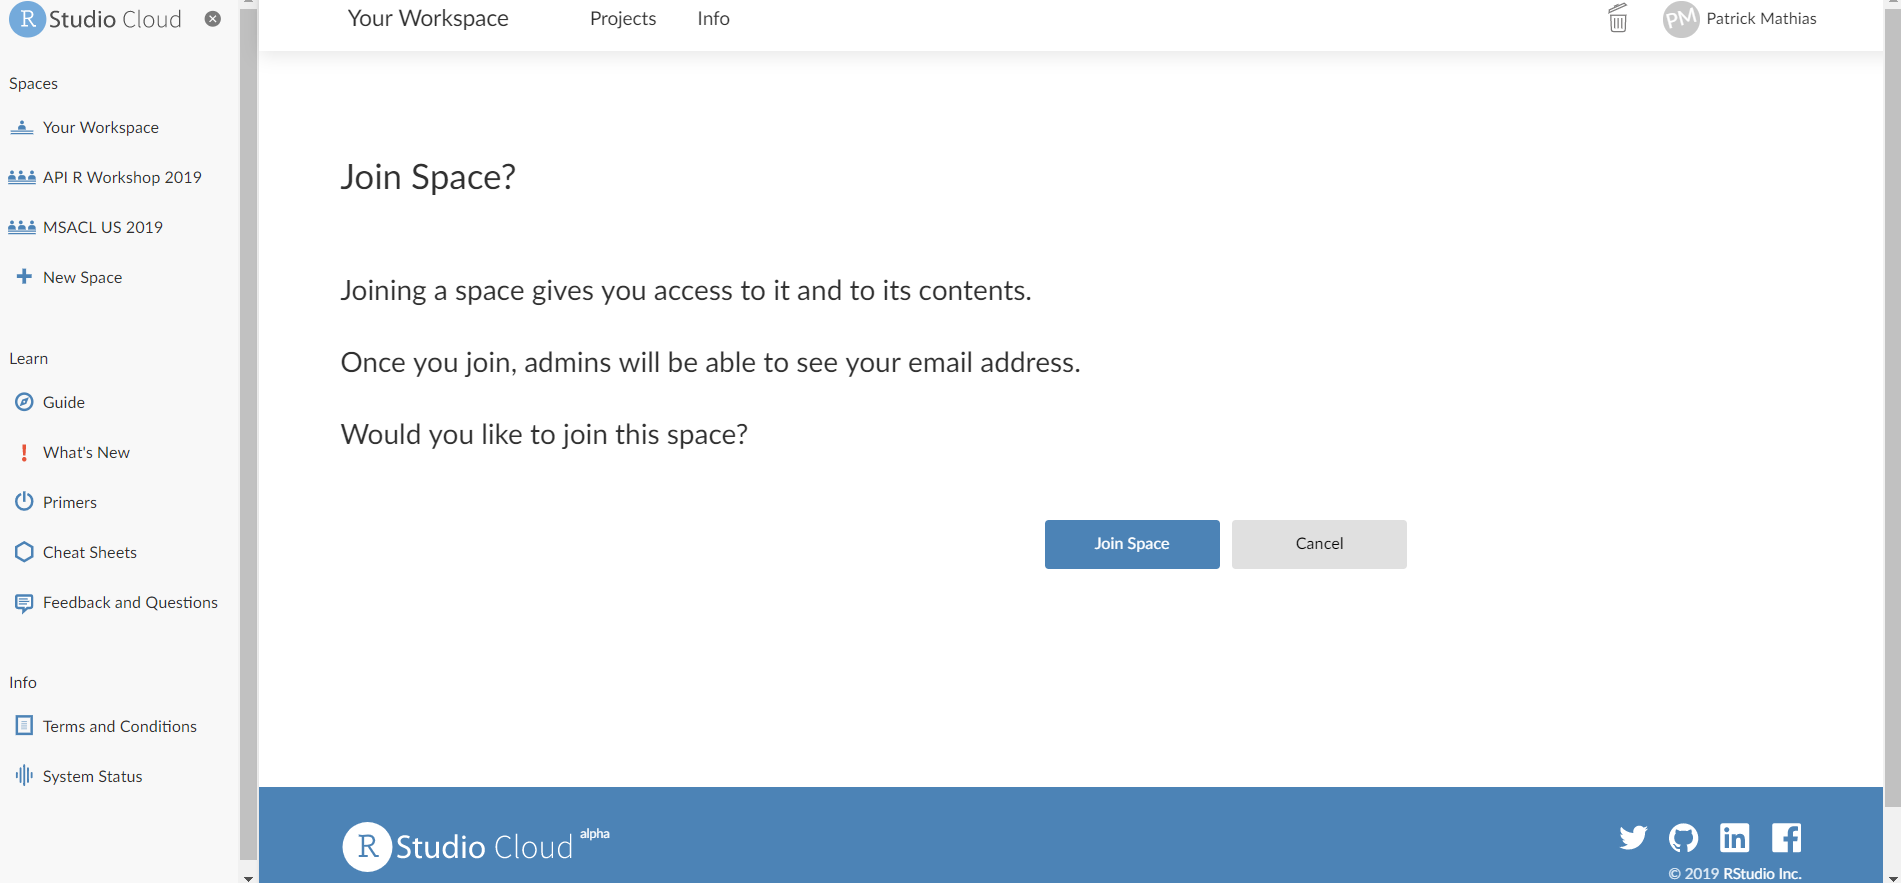 R Studio Cloud
Spaces
Your Workspace
API R Workshop 2019
MSACL US 2019
New Space
Learn
Guide
What's New
Primers
Cheat Sheets
Feedback and Questions
Info
Terms and Conditions
System Status
Your Workspace Projects Info PM Patrick Mathias
Join Space?
Joining a space gives you access to it and to its contents.
Once you join, admins will be able to see your email address.
Would you like to join this space?
Join Space Cancel
R Studio Cloud alpha
© 2019 RStudio Inc.